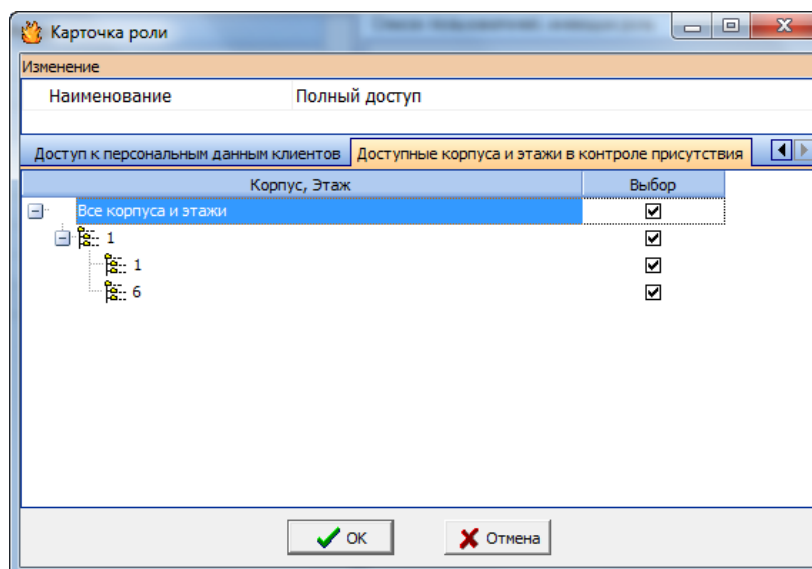 Карточка роли
Изменение
Наименование Полный доступ
Доступ к персональным данным клиентов Доступные корпуса и этажи в контроле присутствия
Корпус, Этаж Выбор
Все корпуса и этажи
1
1
6
OK Отмена